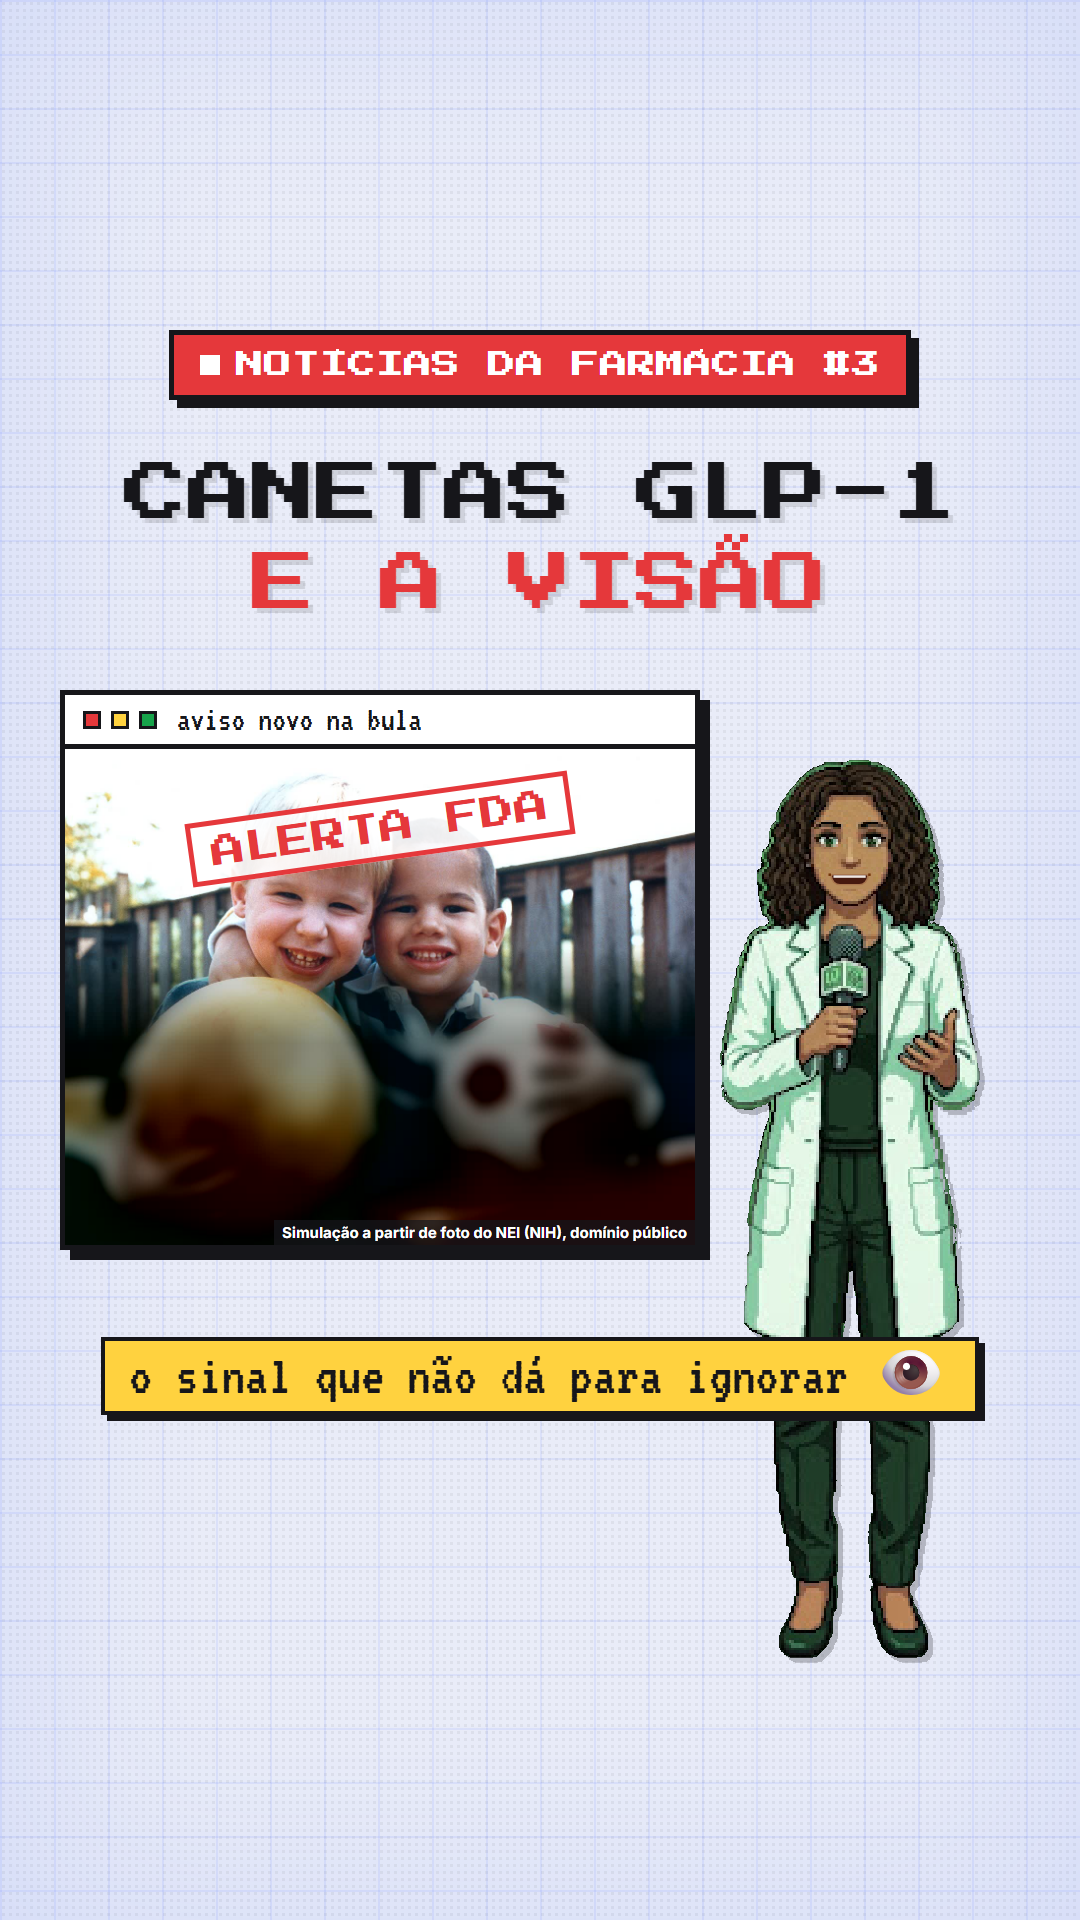 NOTÍCIAS DA FARMÁCIA #3
CANETAS GLP-1
E A VISÃO
aviso novo na bula
ALERTA FDA
Simulação a partir de foto do NEI (NIH), domínio público
o sinal que não dá para ignorar